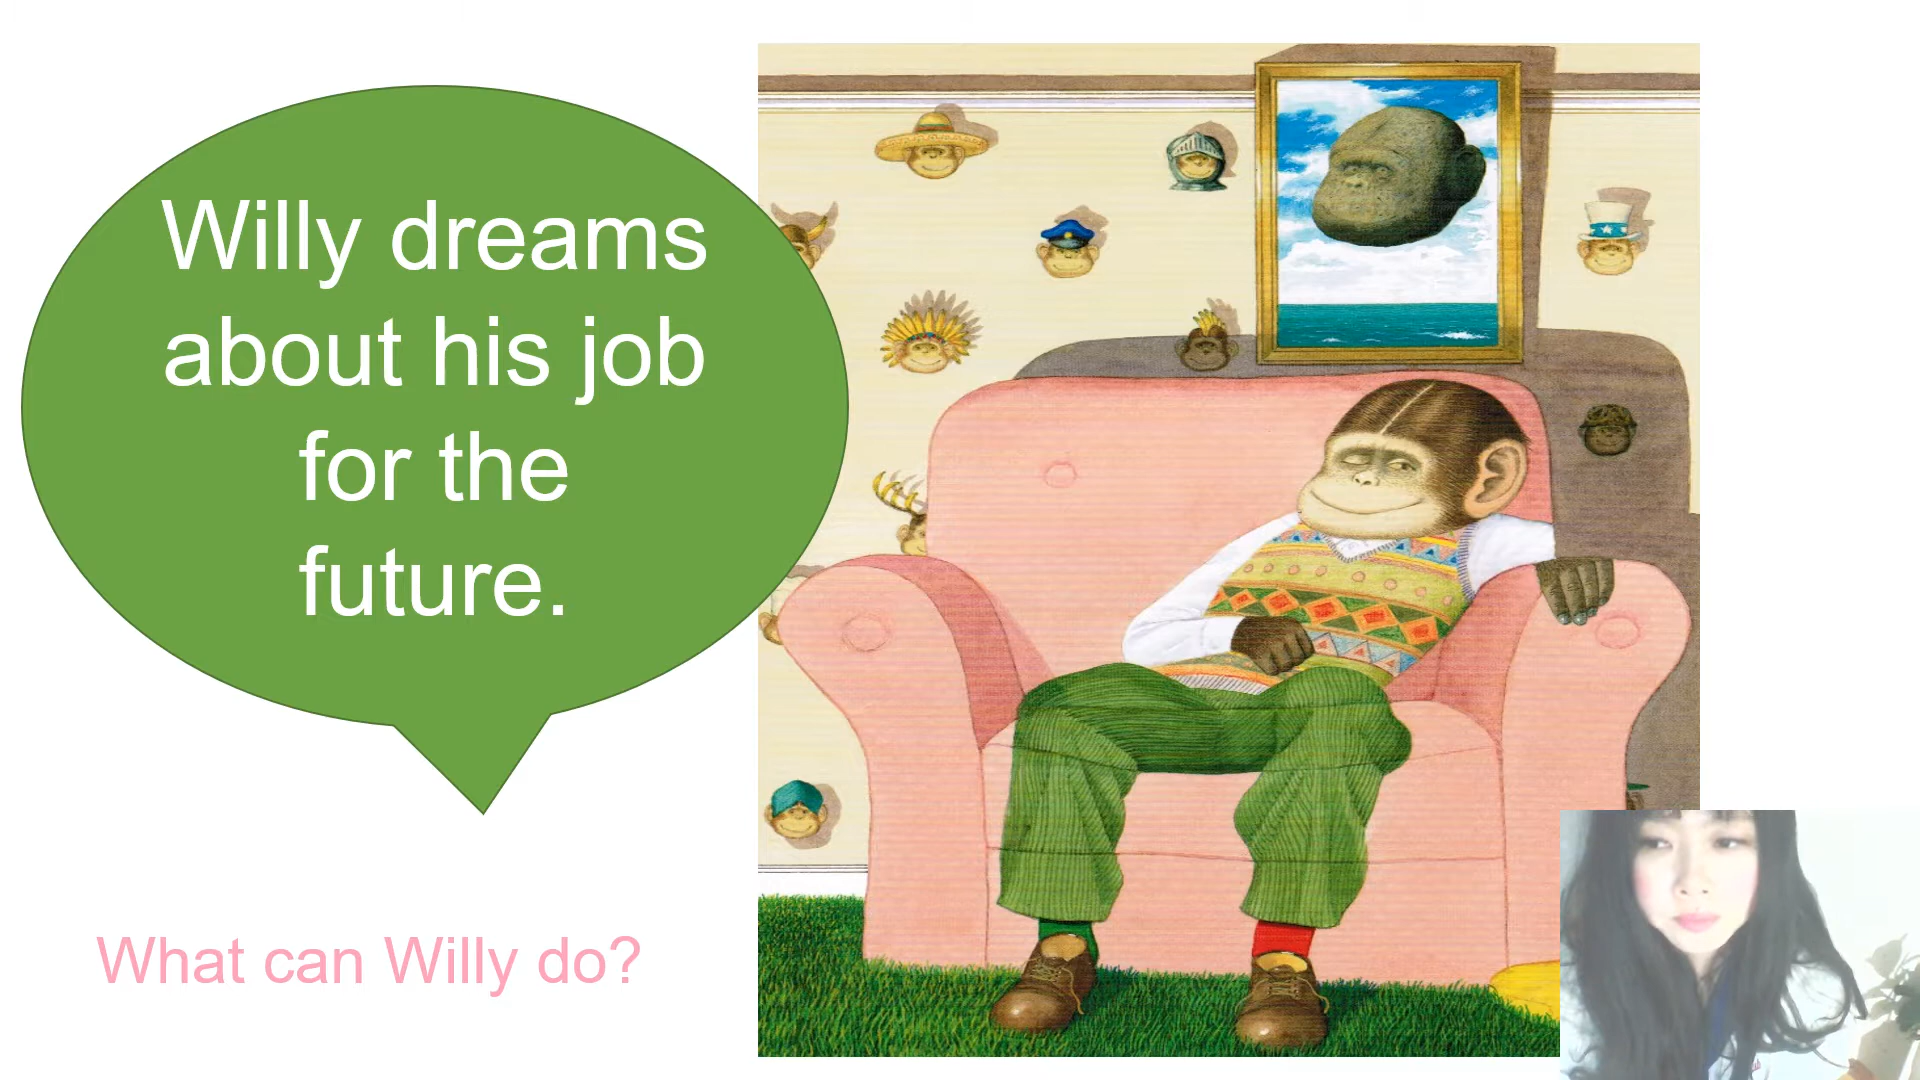 Willy dreams
about his job
for the
future.
What can Willy do?